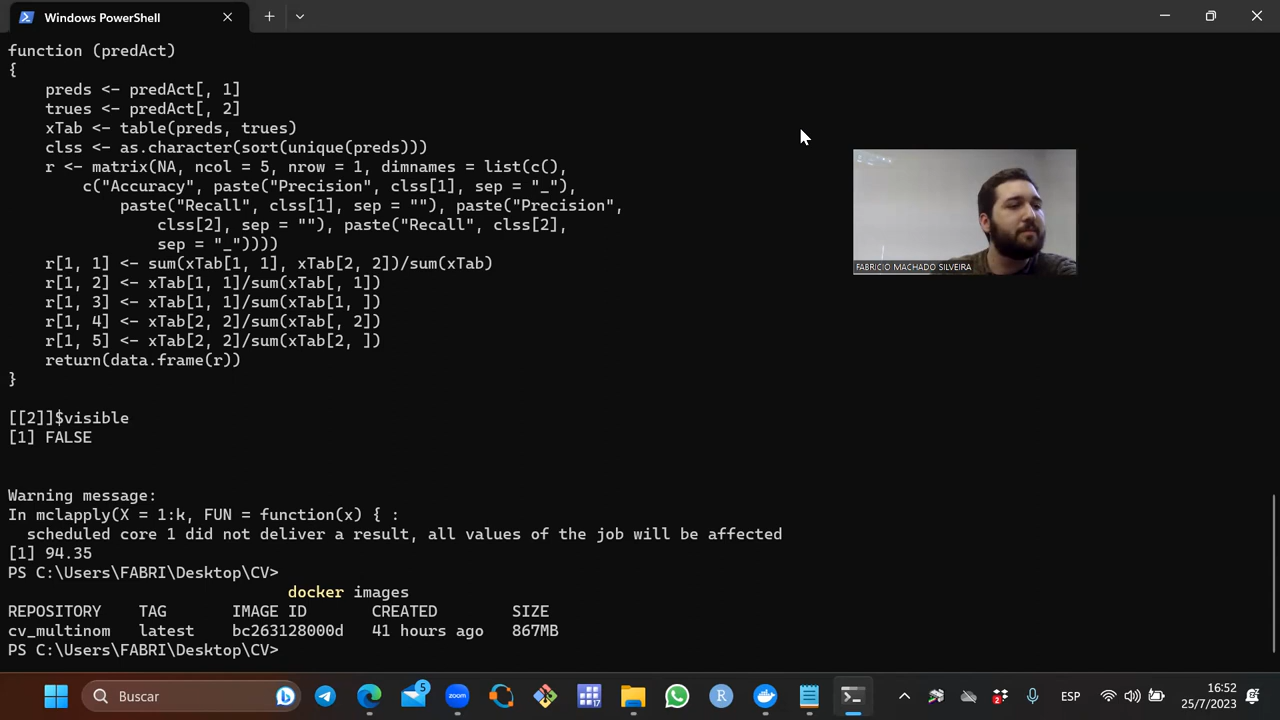 Windows PowerShell
function (predAct)
{
    preds <- predAct[, 1]
    trues <- predAct[, 2]
    xTab <- table(preds, trues)
    clss <- as.character(sort(unique(preds)))
    r <- matrix(NA, ncol = 5, nrow = 1, dimnames = list(c(),
        c("Accuracy", paste("Precision", clss[1], sep = "_"),
            paste("Recall", clss[1], sep = ""), paste("Precision",
                clss[2], sep = ""), paste("Recall", clss[2],
                sep = "_"))))
    r[1, 1] <- sum(xTab[1, 1], xTab[2, 2])/sum(xTab)
    r[1, 2] <- xTab[1, 1]/sum(xTab[, 1])
    r[1, 3] <- xTab[1, 1]/sum(xTab[1, ])
    r[1, 4] <- xTab[2, 2]/sum(xTab[, 2])
    r[1, 5] <- xTab[2, 2]/sum(xTab[2, ])
    return(data.frame(r))
}
[[2]]$visible
[1] FALSE
Warning message:
In mclapply(X = 1:k, FUN = function(x) { :
  scheduled core 1 did not deliver a result, all values of the job will be affected
[1] 94.35
PS C:\Users\FABRI\Desktop\CV>
docker images
REPOSITORY TAG IMAGE ID CREATED SIZE
cv_multinom latest bc263128000d 41 hours ago 867MB
PS C:\Users\FABRI\Desktop\CV>
FABRICIO MACHADO SILVEIRA
Buscar
5
zoom
17
R
2
ESP
16:52
25/7/2023